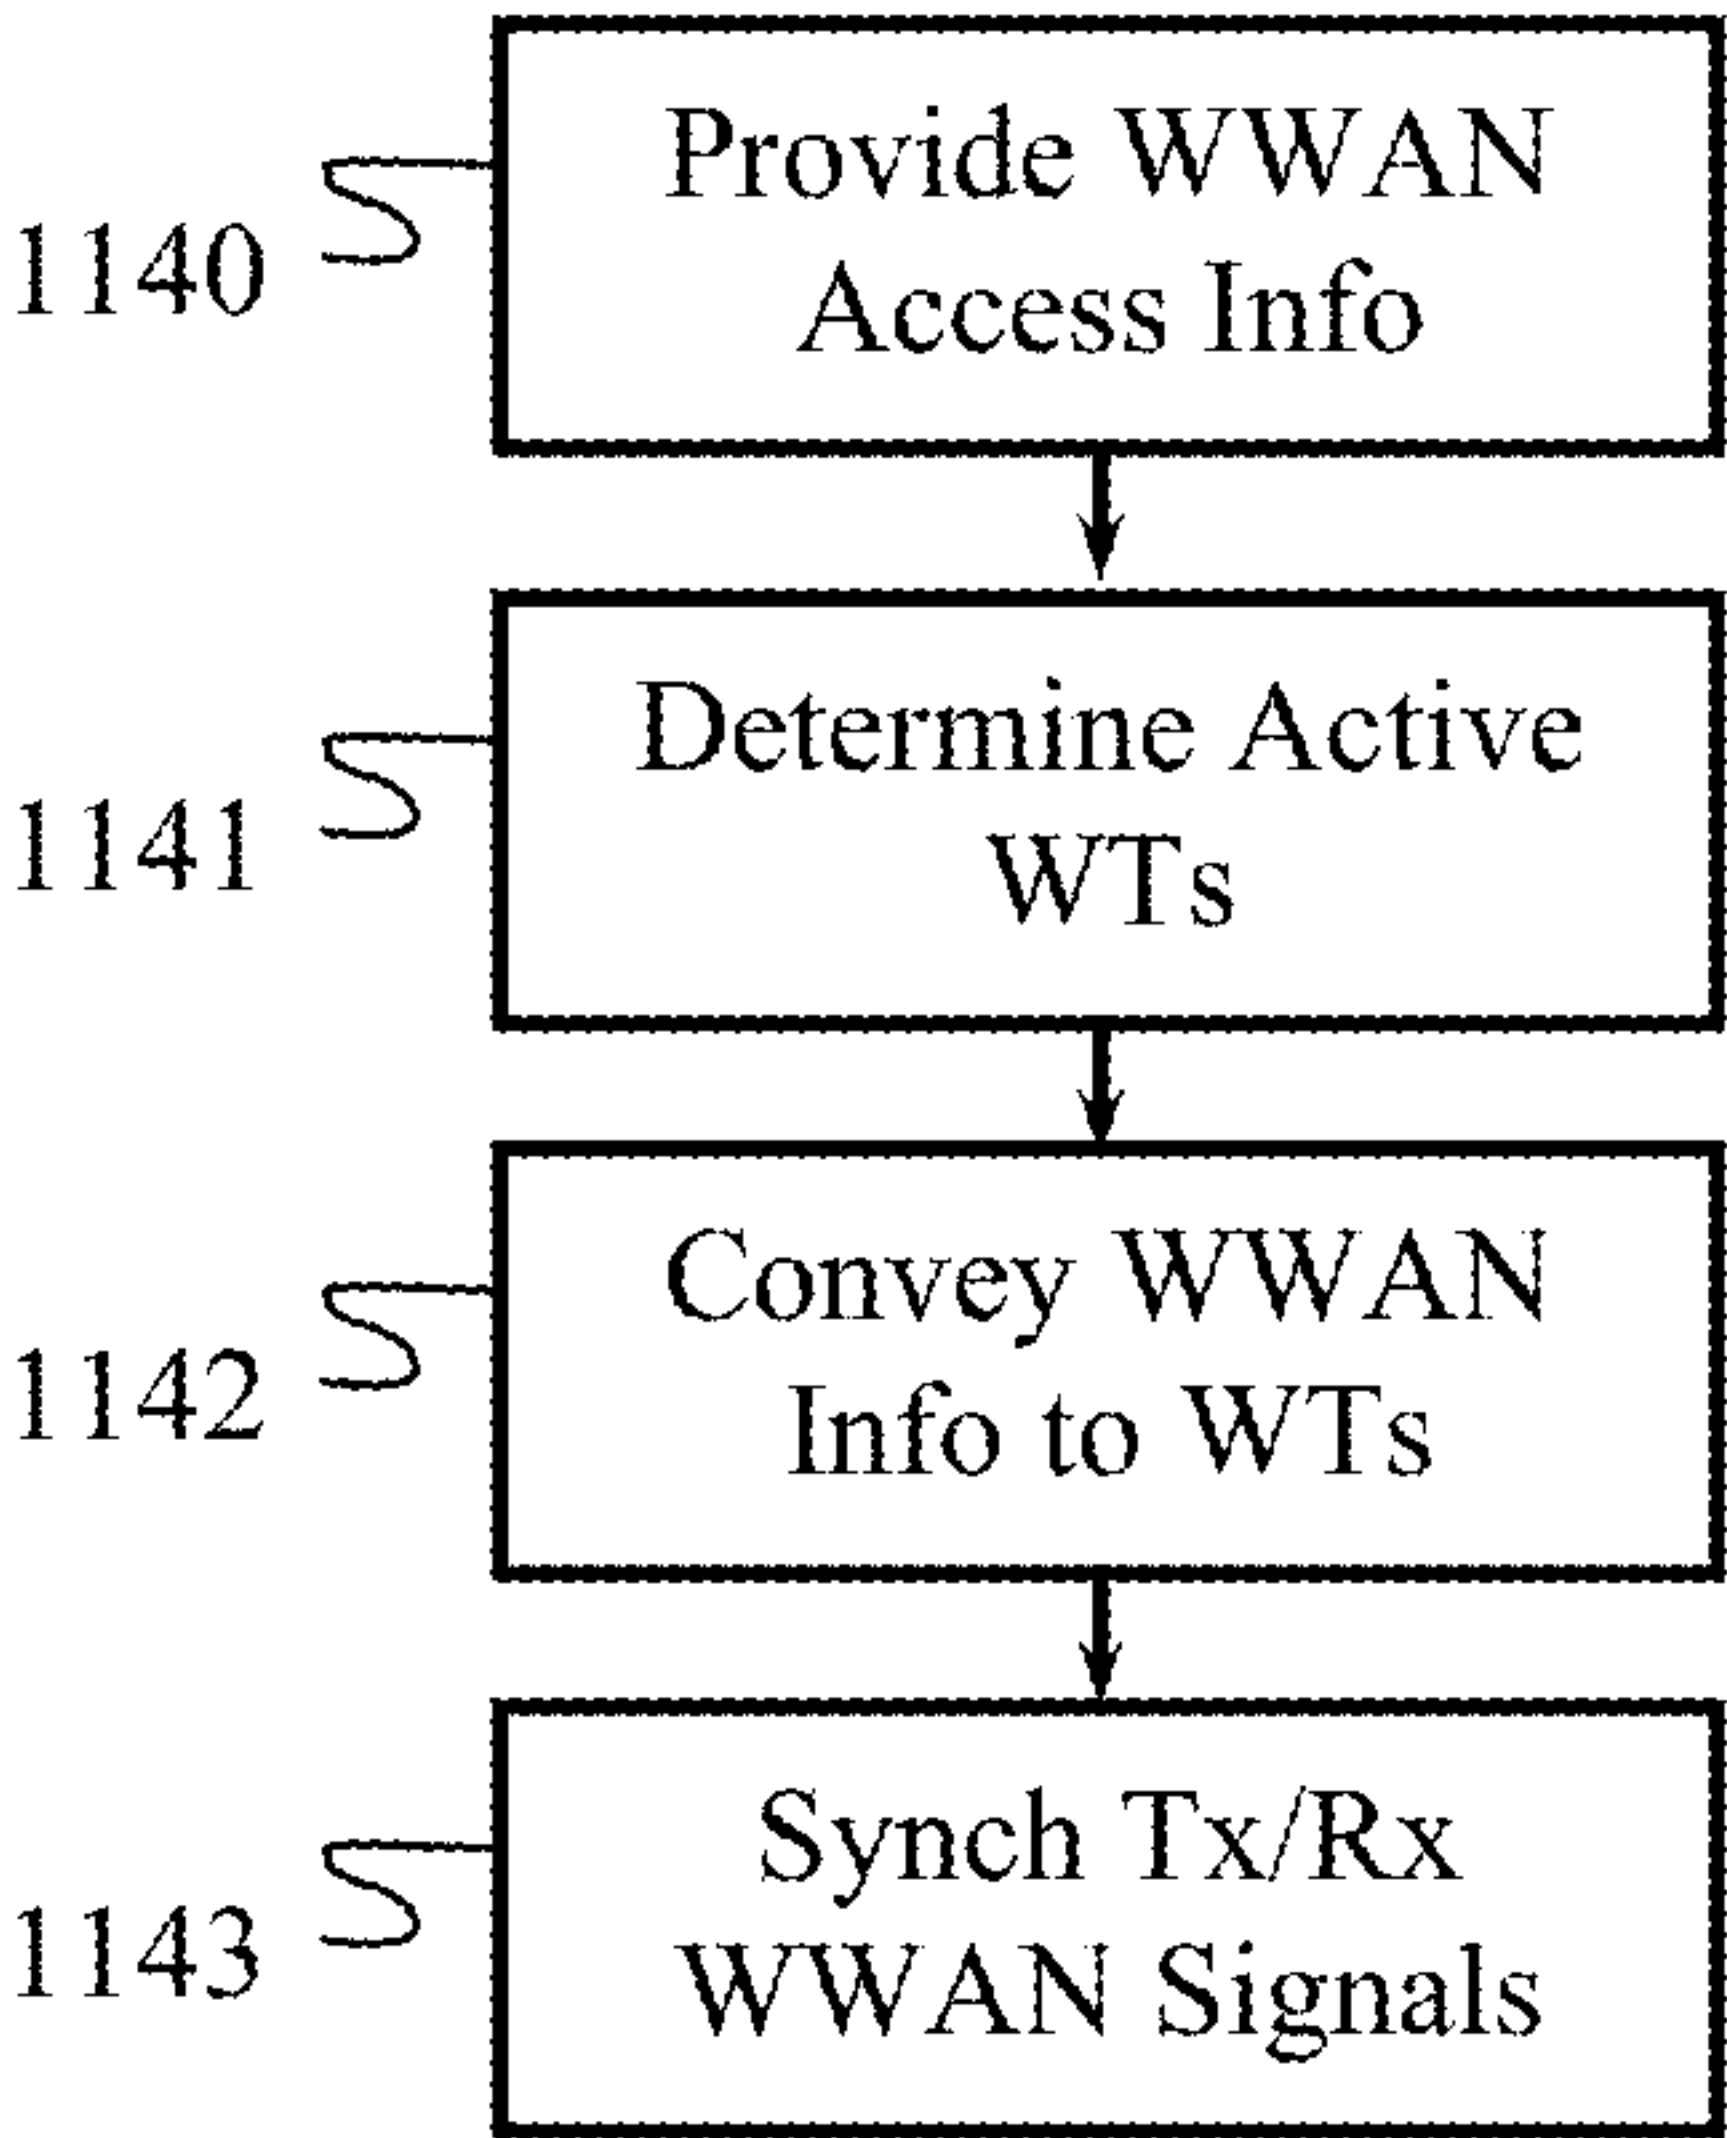 1140
Provide WWAN
Access Info
1141
Determine Active
WTs
1142
Convey WWAN
Info to WTs
1143
Synch Tx/Rx
WWAN Signals